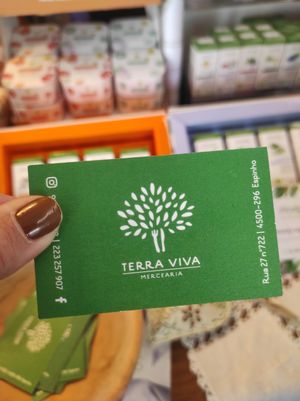 TERRA VIVA
MERCEARIA
Rua 27 nº722 | 4500-296 Espinho
| 223 257 907